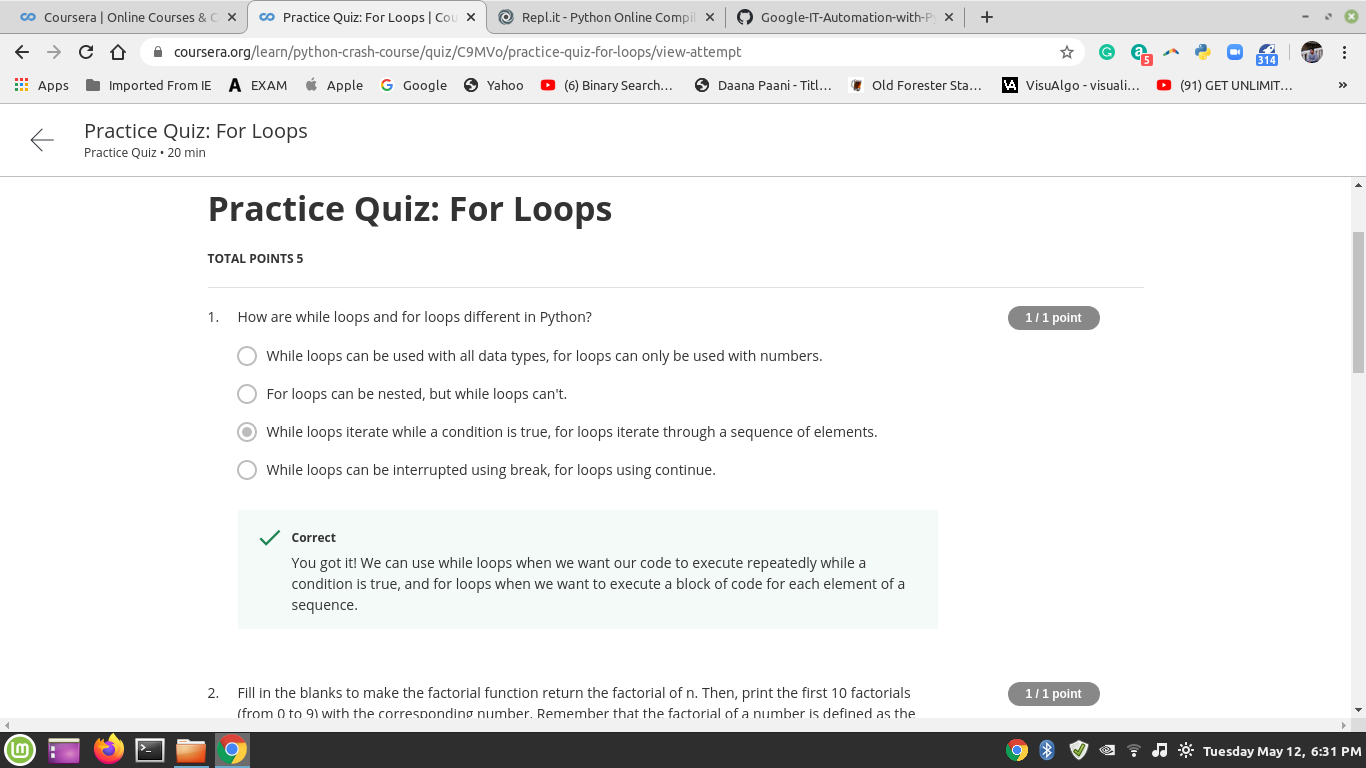 Coursera | Online Courses & C
Practice Quiz: For Loops | Cou
Repl.it - Python Online Compil
Google-IT-Automation-with-P
coursera.org/learn/python-crash-course/quiz/C9MVo/practice-quiz-for-loops/view-attempt
5
314
Apps
Imported From IE
EXAM
Apple
Google
Yahoo
(6) Binary Search…
Daana Paani - Titl…
Old Forester Sta…
VisuAlgo - visuali…
(91) GET UNLIMIT…
»
Practice Quiz: For Loops
Practice Quiz • 20 min
Practice Quiz: For Loops
TOTAL POINTS 5
1. How are while loops and for loops different in Python?
1 / 1 point
While loops can be used with all data types, for loops can only be used with numbers.
For loops can be nested, but while loops can't.
While loops iterate while a condition is true, for loops iterate through a sequence of elements.
While loops can be interrupted using break, for loops using continue.
Correct
You got it! We can use while loops when we want our code to execute repeatedly while a
condition is true, and for loops when we want to execute a block of code for each element of a
sequence.
2. Fill in the blanks to make the factorial function return the factorial of n. Then, print the first 10 factorials
1 / 1 point
(from 0 to 9) with the corresponding number. Remember that the factorial of a number is defined as the
Tuesday May 12, 6:31 PM